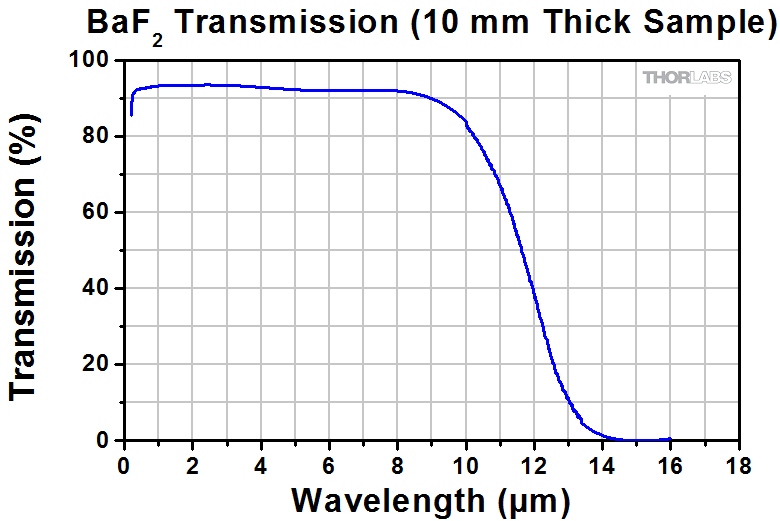 BaF2 Transmission (10 mm Thick Sample)
THORLABS
100
80
60
40
20
0
Transmission (%)
0 2 4 6 8 10 12 14 16 18
Wavelength (µm)